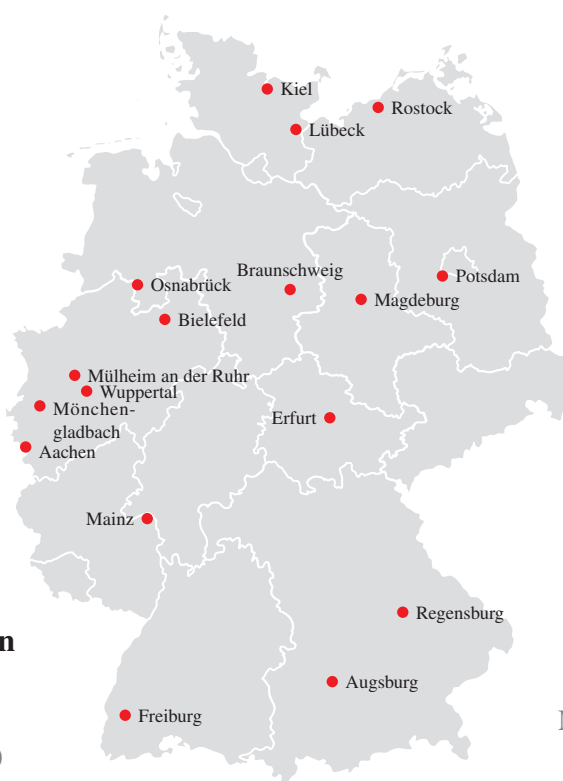 Kiel
Rostock
Lübeck
Braunschweig
Potsdam
Osnabrück
Magdeburg
Bielefeld
Mülheim an der Ruhr
Wuppertal
Mönchen-
gladbach
Erfurt
Aachen
Mainz
Regensburg
n
Augsburg
Freiburg
)